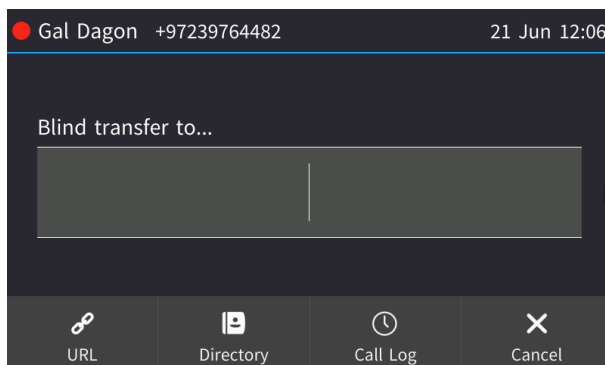 Gal Dagon +97239764482 21 Jun 12:06
Blind transfer to...
URL Directory Call Log Cancel